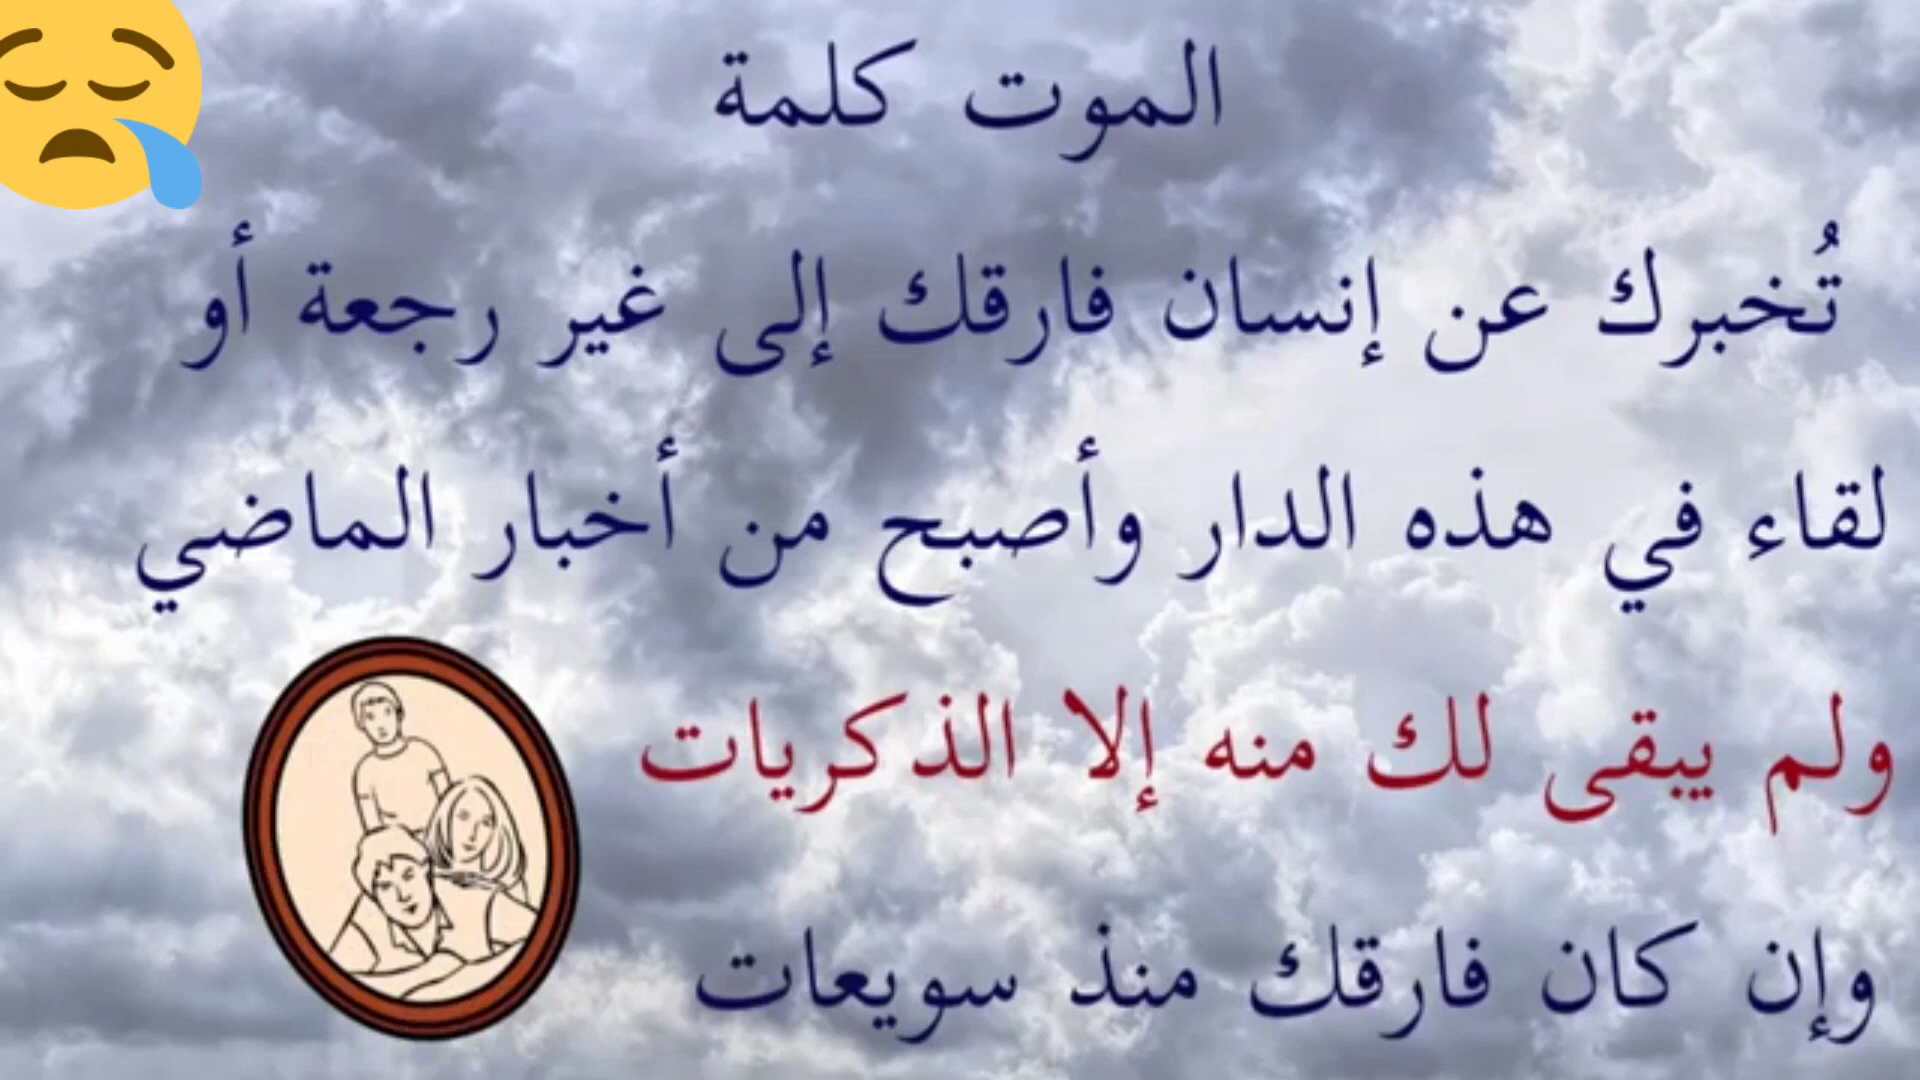 الموت كلمة
تُخبرك عن إنسان فارقك إلى غير رجعة أو
لقاء في هذه الدار وأصبح من أخبار الماضي
ولم يبقى لك منه إلا الذكريات
وإن كان فارقك منذ سويعات